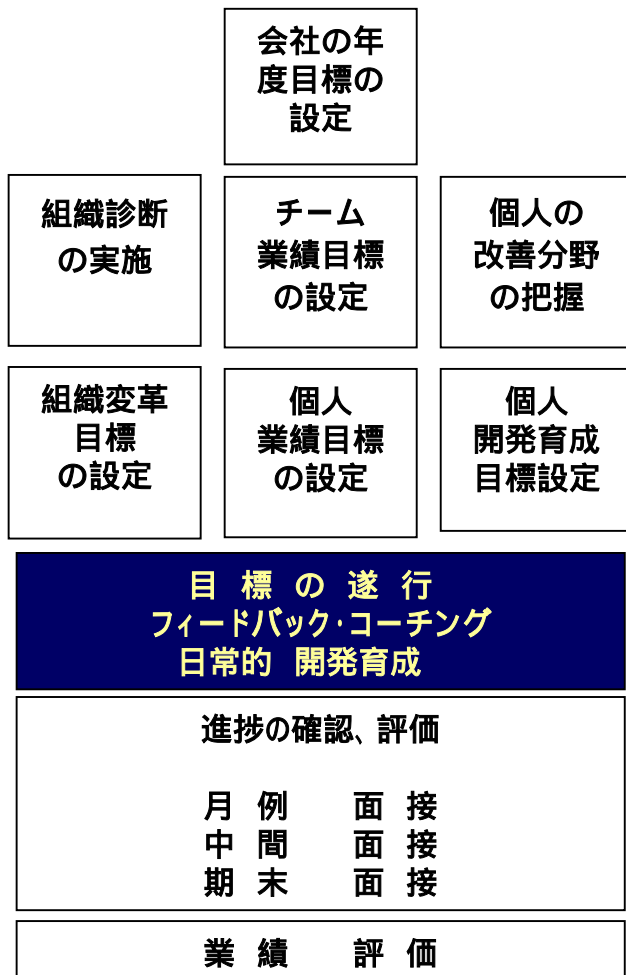 会社の年
度目標の
設定
組織診断
の実施
チーム
業績目標
の設定
個人の
改善分野
の把握
組織変革
目標
の設定
個人
業績目標
の設定
個人
開発育成
目標設定
目 標 の 遂 行
フィードバック・コーチング
日常的 開発育成
進捗の確認、評価
月 例 面 接
中 間 面 接
期 末 面 接
業 績 評 価